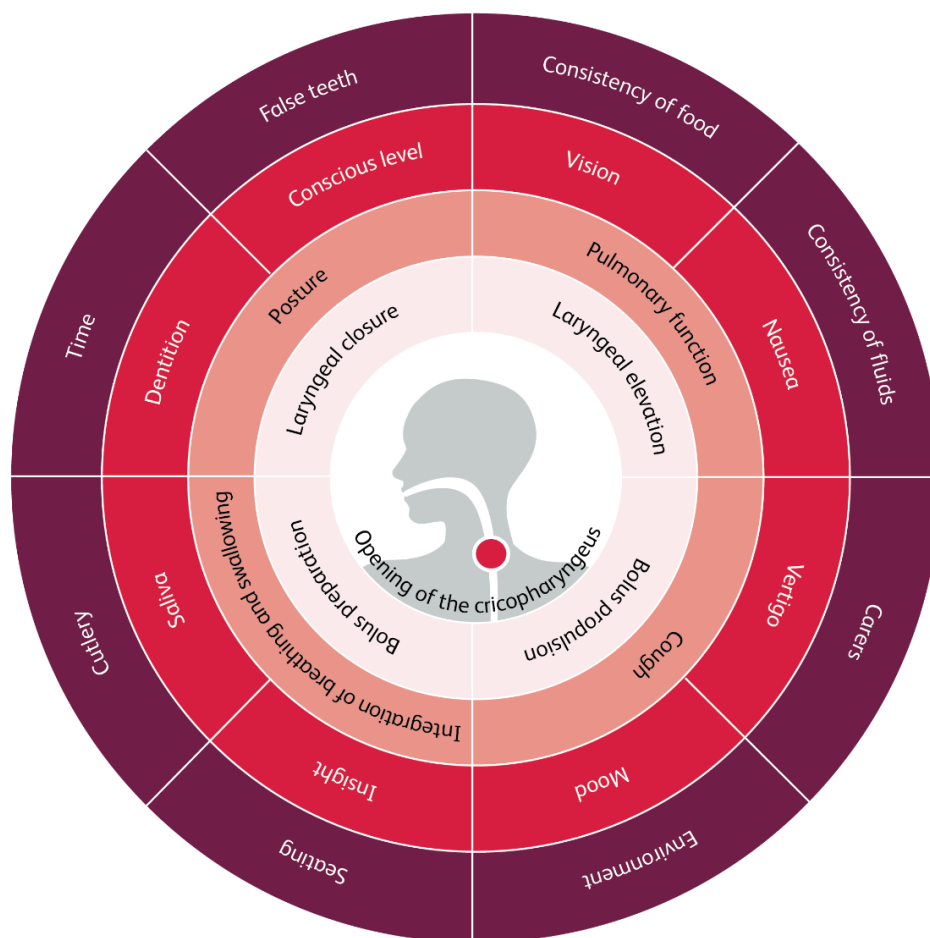 False teeth
Consistency of food
Consistency of fluids
Carers
Environment
Seating
Cutlery
Time
Conscious level
Vision
Nausea
Vertigo
Mood
Insight
Saliva
Dentition
Posture
Pulmonary function
Cough
Integration of breathing and swallowing
Laryngeal closure
Laryngeal elevation
Bolus propulsion
Bolus preparation
Opening of the cricopharyngeus